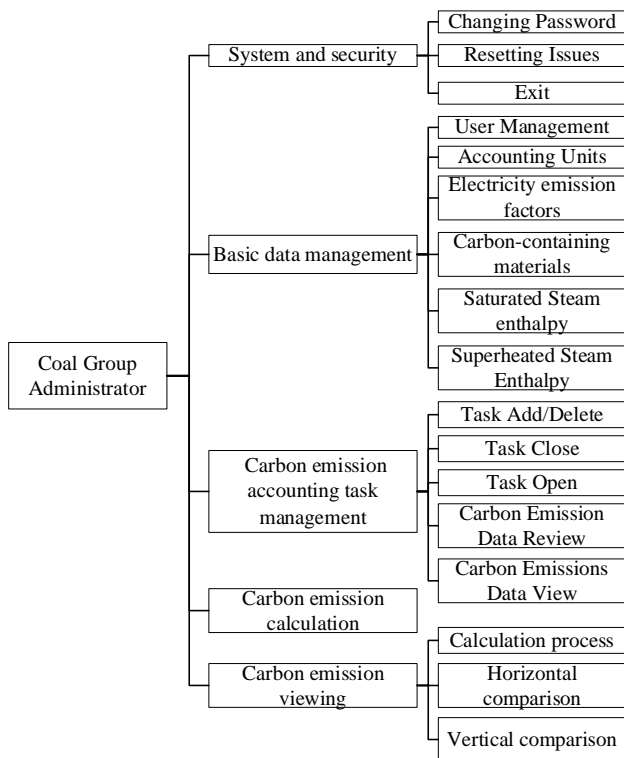 Coal Group
Administrator
System and security
Changing Password
Resetting Issues
Exit
Basic data management
User Management
Accounting Units
Electricity emission
factors
Carbon-containing
materials
Saturated Steam
enthalpy
Superheated Steam
Enthalpy
Carbon emission
accounting task
management
Task Add/Delete
Task Close
Task Open
Carbon Emission
Data Review
Carbon Emissions
Data View
Carbon emission
calculation
Carbon emission
viewing
Calculation process
Horizontal
comparison
Vertical comparison